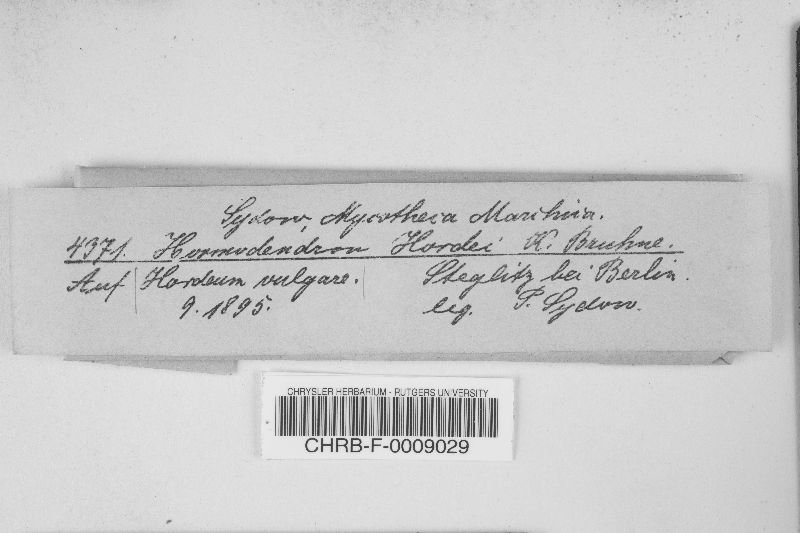 Sydow, Mycotheca Marchica.
4371. Hormodendron Hordei K. Bruhne.
Auf Hordeum vulgare. Steglitz bei Berlin.
9. 1895. leg. P. Sydow.
CHRYSLER HERBARIUM - RUTGERS UNIVERSITY
CHRB-F-0009029